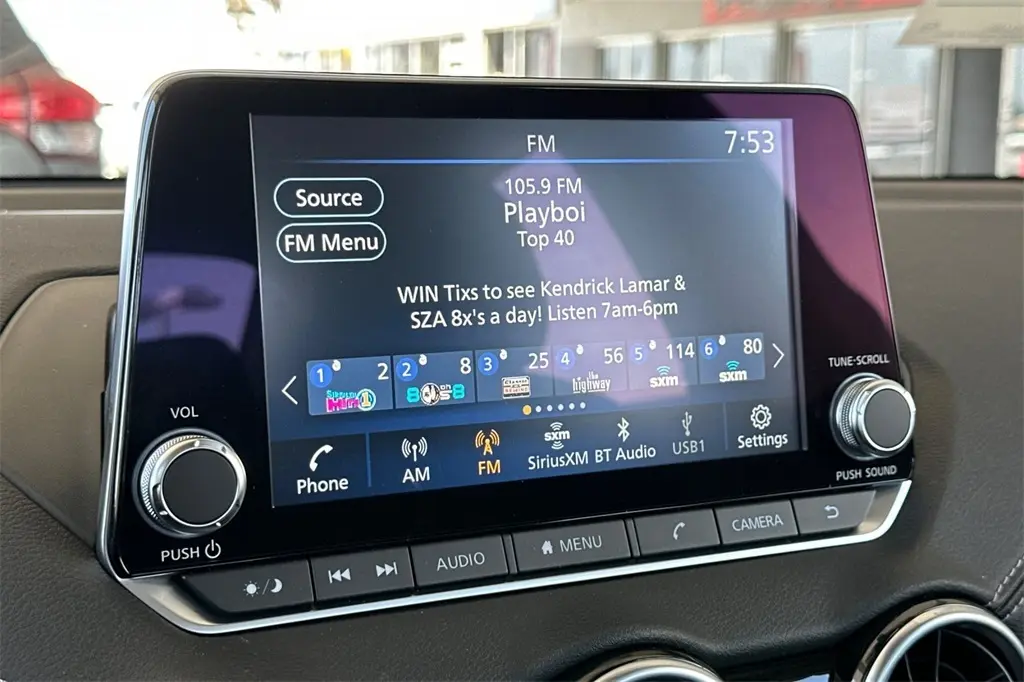 FM
7:53
Source
105.9 FM
Playboi
FM Menu
Top 40
WIN Tixs to see Kendrick Lamar &
SZA 8x's a day! Listen 7am-6pm
1 2
2 8
3 25
4 56
5 114
6 80
8 on 8
the highway
sxm
sxm
Phone
AM
FM
sxm
SiriusXM
BT Audio
USB1
Settings
VOL
PUSH
TUNE·SCROLL
PUSH SOUND
AUDIO
MENU
CAMERA